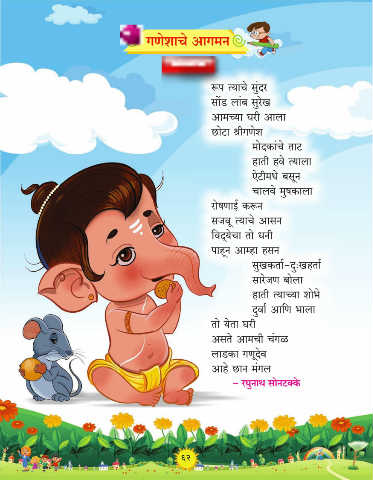 गणेशाचे आगमन
रूप त्याचे सुंदर
सोंड लांब सुरेख
आमच्या घरी आला
छोटा श्रीगणेश
मोदकांचे ताट
हाती हवे त्याला
ऐटीमधे बसून
चालवे मुषकाला
रोषणाई करून
सजवू त्याचे आसन
विद्येचा तो धनी
पाहून आम्हा हसन
सुखकर्ता-दुःखहर्ता
सारेजण बोला
हाती त्याच्या शोभे
दुर्वा आणि भाला
तो येता घरी
असते आमची चंगळ
लाडका गणूदेव
आहे छान मंगल
– रघुनाथ सोनटक्के
६२